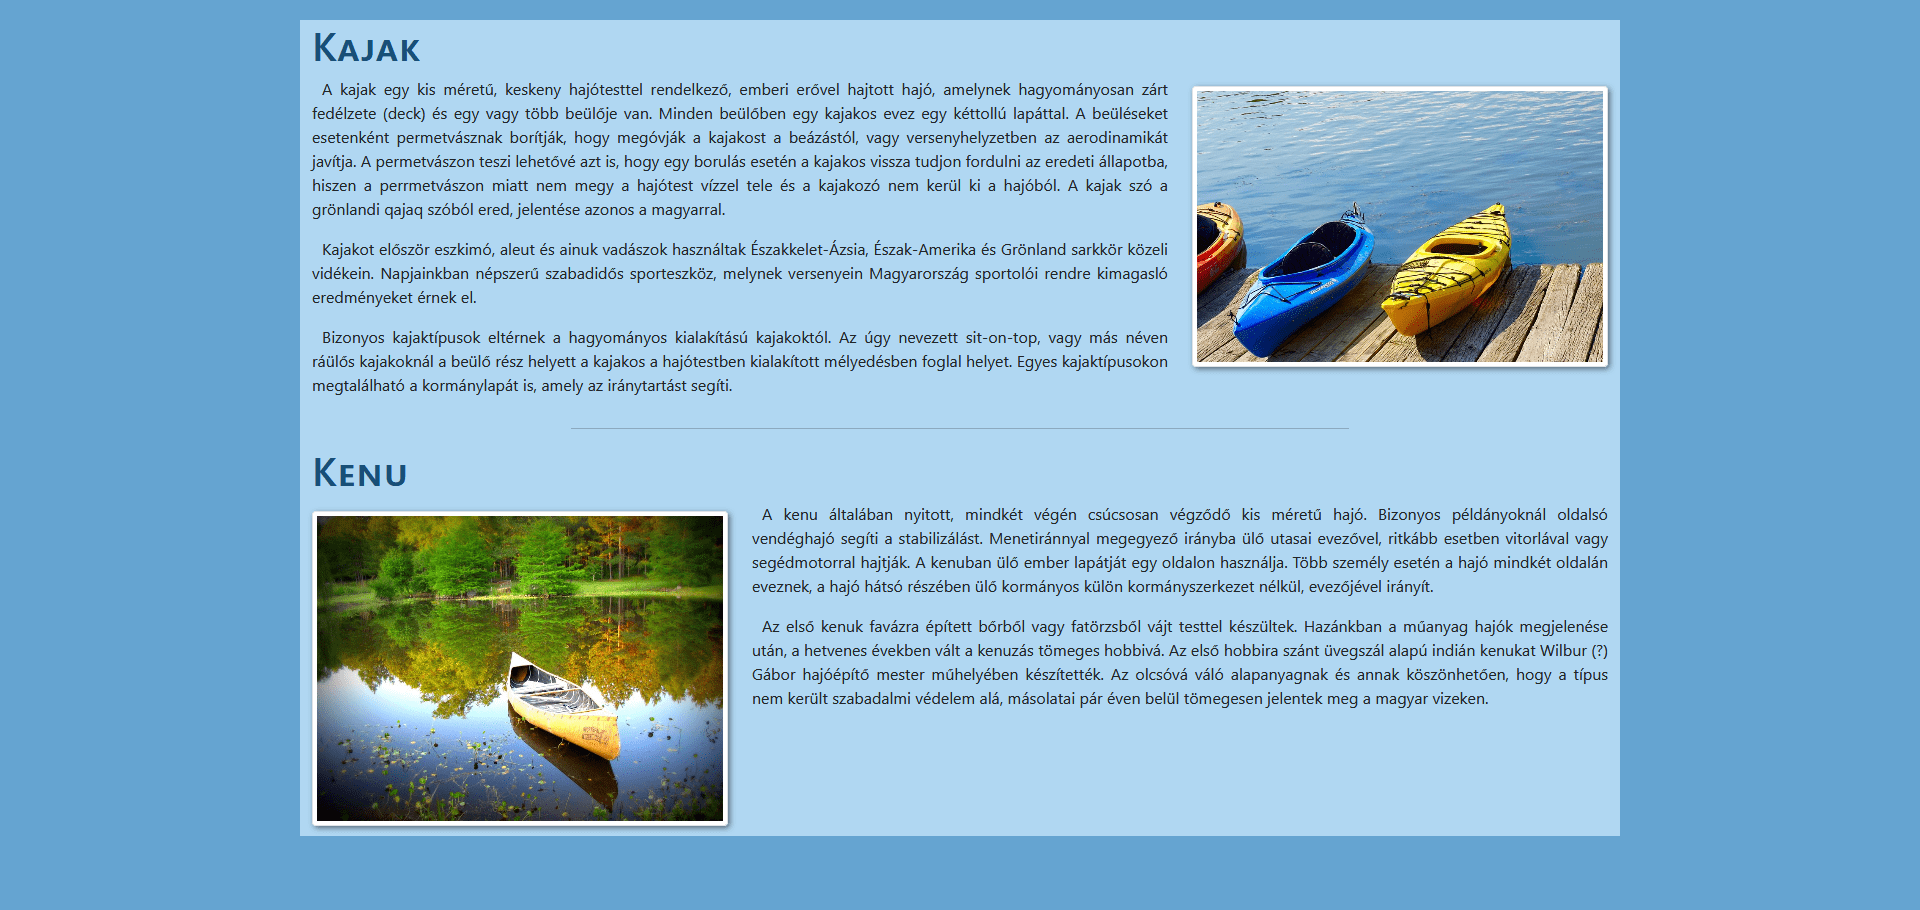 Kajak
A kajak egy kis méretű, keskeny hajótesttel rendelkező, emberi erővel hajtott hajó, amelynek hagyományosan zárt
fedélzete (deck) és egy vagy több beülője van. Minden beülőben egy kajakos evez egy kéttollú lapáttal. A beüléseket
esetenként permetvásznak borítják, hogy megóvják a kajakost a beázástól, vagy versenyhelyzetben az aerodinamikát
javítja. A permetvászon teszi lehetővé azt is, hogy egy borulás esetén a kajakos vissza tudjon fordulni az eredeti állapotba,
hiszen a perrmetvászon miatt nem megy a hajótest vízzel tele és a kajakozó nem kerül ki a hajóból. A kajak szó a
grönlandi qajaq szóból ered, jelentése azonos a magyarral.
Kajakot először eszkimó, aleut és ainuk vadászok használtak Északkelet-Ázsia, Észak-Amerika és Grönland sarkkör közeli
vidékein. Napjainkban népszerű szabadidős sporteszköz, melynek versenyein Magyarország sportolói rendre kimagasló
eredményeket érnek el.
Bizonyos kajaktípusok eltérnek a hagyományos kialakítású kajakoktól. Az úgy nevezett sit-on-top, vagy más néven
ráülős kajakoknál a beülő rész helyett a kajakos a hajótestben kialakított mélyedésben foglal helyet. Egyes kajaktípusokon
megtalálható a kormánylapát is, amely az iránytartást segíti.
Kenu
A kenu általában nyitott, mindkét végén csúcsosan végződő kis méretű hajó. Bizonyos példányoknál oldalsó
vendéghajó segíti a stabilizálást. Menetiránnyal megegyező irányba ülő utasai evezővel, ritkább esetben vitorlával vagy
segédmotorral hajtják. A kenuban ülő ember lapátját egy oldalon használja. Több személy esetén a hajó mindkét oldalán
eveznek, a hajó hátsó részében ülő kormányos külön kormányszerkezet nélkül, evezőjével irányít.
Az első kenuk favázra épített bőrből vagy fatörzsből vájt testtel készültek. Hazánkban a műanyag hajók megjelenése
után, a hetvenes években vált a kenuzás tömeges hobbivá. Az első hobbira szánt üvegszál alapú indián kenukat Wilbur (?)
Gábor hajóépítő mester műhelyében készítették. Az olcsóvá váló alapanyagnak és annak köszönhetően, hogy a típus
nem került szabadalmi védelem alá, másolatai pár éven belül tömegesen jelentek meg a magyar vizeken.